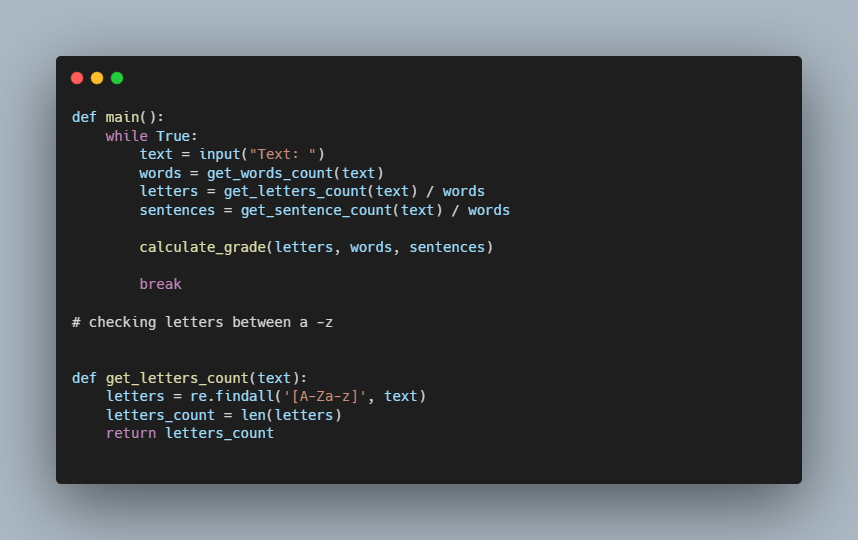 def main():
    while True:
        text = input("Text: ")
        words = get_words_count(text)
        letters = get_letters_count(text) / words
        sentences = get_sentence_count(text) / words
        calculate_grade(letters, words, sentences)
        break
# checking letters between a -z
def get_letters_count(text):
    letters = re.findall('[A-Za-z]', text)
    letters_count = len(letters)
    return letters_count